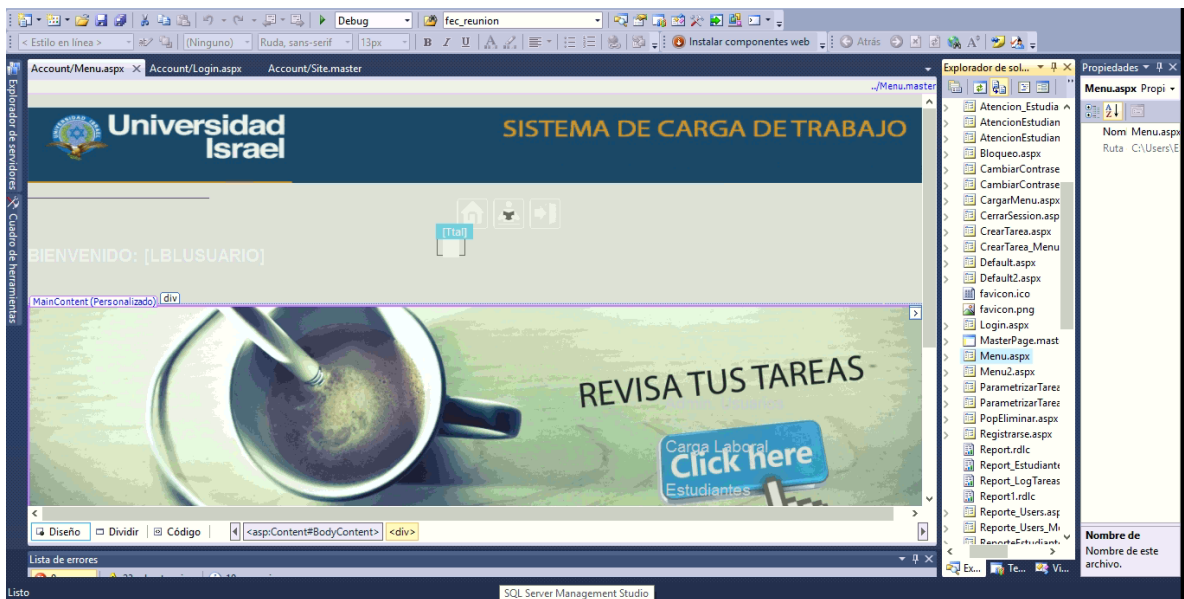 Debug fec_reunion
< Estilo en línea > (Ninguno) Ruda, sans-serif 13px B I U A Instalar componentes web Atrás
Account/Menu.aspx Account/Login.aspx Account/Site.master
../Menu.master
Explorador de servidores
Cuadro de herramientas
Universidad
Israel
SISTEMA DE CARGA DE TRABAJO
[Ttal]
BIENVENIDO: [LBLUSUARIO]
MainContent (Personalizado) div
REVISA TUS TAREAS
Carga Laboral
Click here
Estudiantes
Diseño Dividir Código <asp:Content#BodyContent> <div>
Lista de errores
Listo
SQL Server Management Studio
Explorador de sol...
Atencion_Estudia
AtencionEstudian
AtencionEstudian
Bloqueo.aspx
CambiarContrase
CambiarContrase
CargarMenu.aspx
CerrarSession.asp
CrearTarea.aspx
CrearTarea_Menu
Default.aspx
Default2.aspx
favicon.ico
favicon.png
Login.aspx
MasterPage.mast
Menu.aspx
Menu2.aspx
ParametrizarTarea
ParametrizarTarea
PopEliminar.aspx
Registrarse.aspx
Report.rdlc
Report_Estudiante
Report_LogTareas
Report1.rdlc
Reporte_Users.asp
Reporte_Users_M
ReporteEstudiant
Ex... Te... Vi...
Propiedades
Menu.aspx Propi
Nom Menu.aspx
Ruta C:\Users\E
Nombre de
Nombre de este
archivo.